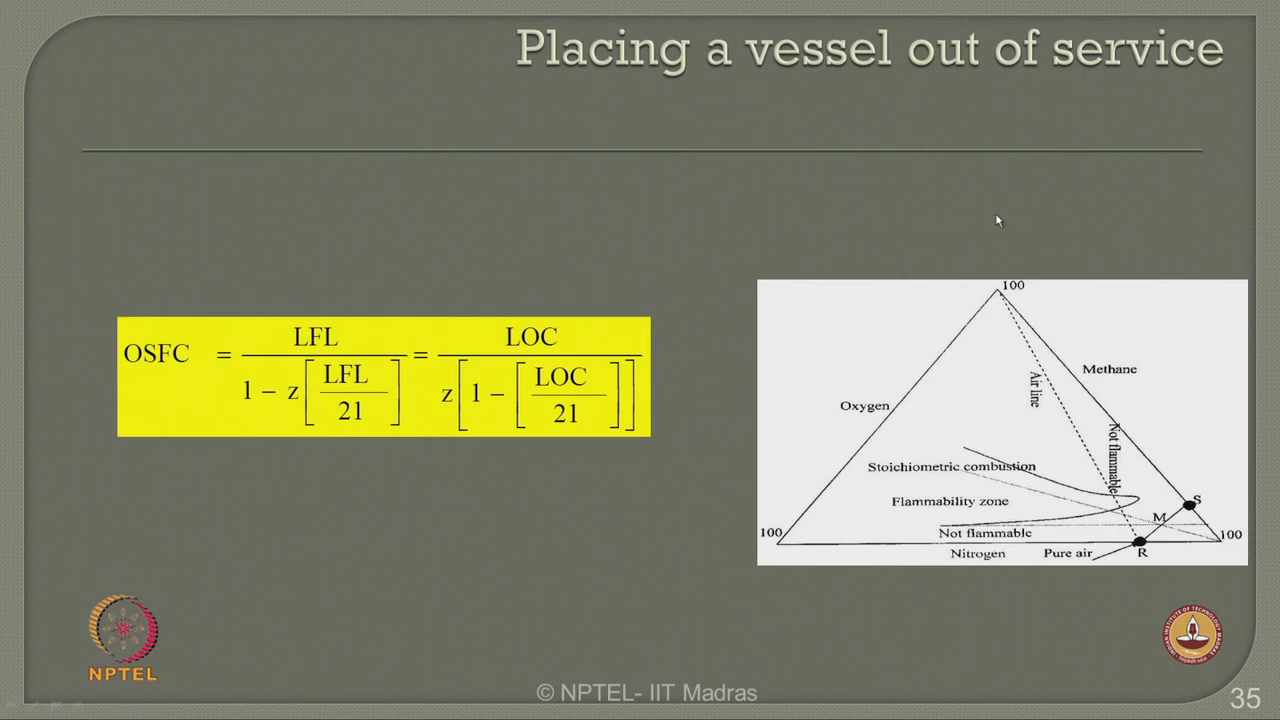 Placing a vessel out of service
OSFC = LFL / (1 − z[LFL / 21]) = LOC / (z[1 − [LOC / 21]])
100
Methane
Air line
Oxygen
Not flammable
Stoichiometric combustion
Flammability zone
S
M
100
Not flammable
100
Nitrogen
Pure air
R
NPTEL
© NPTEL- IIT Madras
35